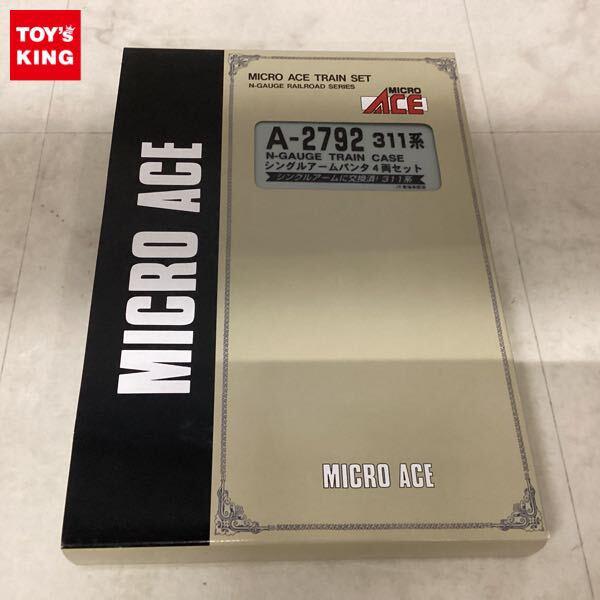 TOY'S
KING
MICRO ACE TRAIN SET
N-GAUGE RAILROAD SERIES
MICRO
ACE
A-2792 311系
N-GAUGE TRAIN CASE
シングルアームパンタ4両セット
シングルアームに交換済!311系
MICRO ACE
MICRO ACE